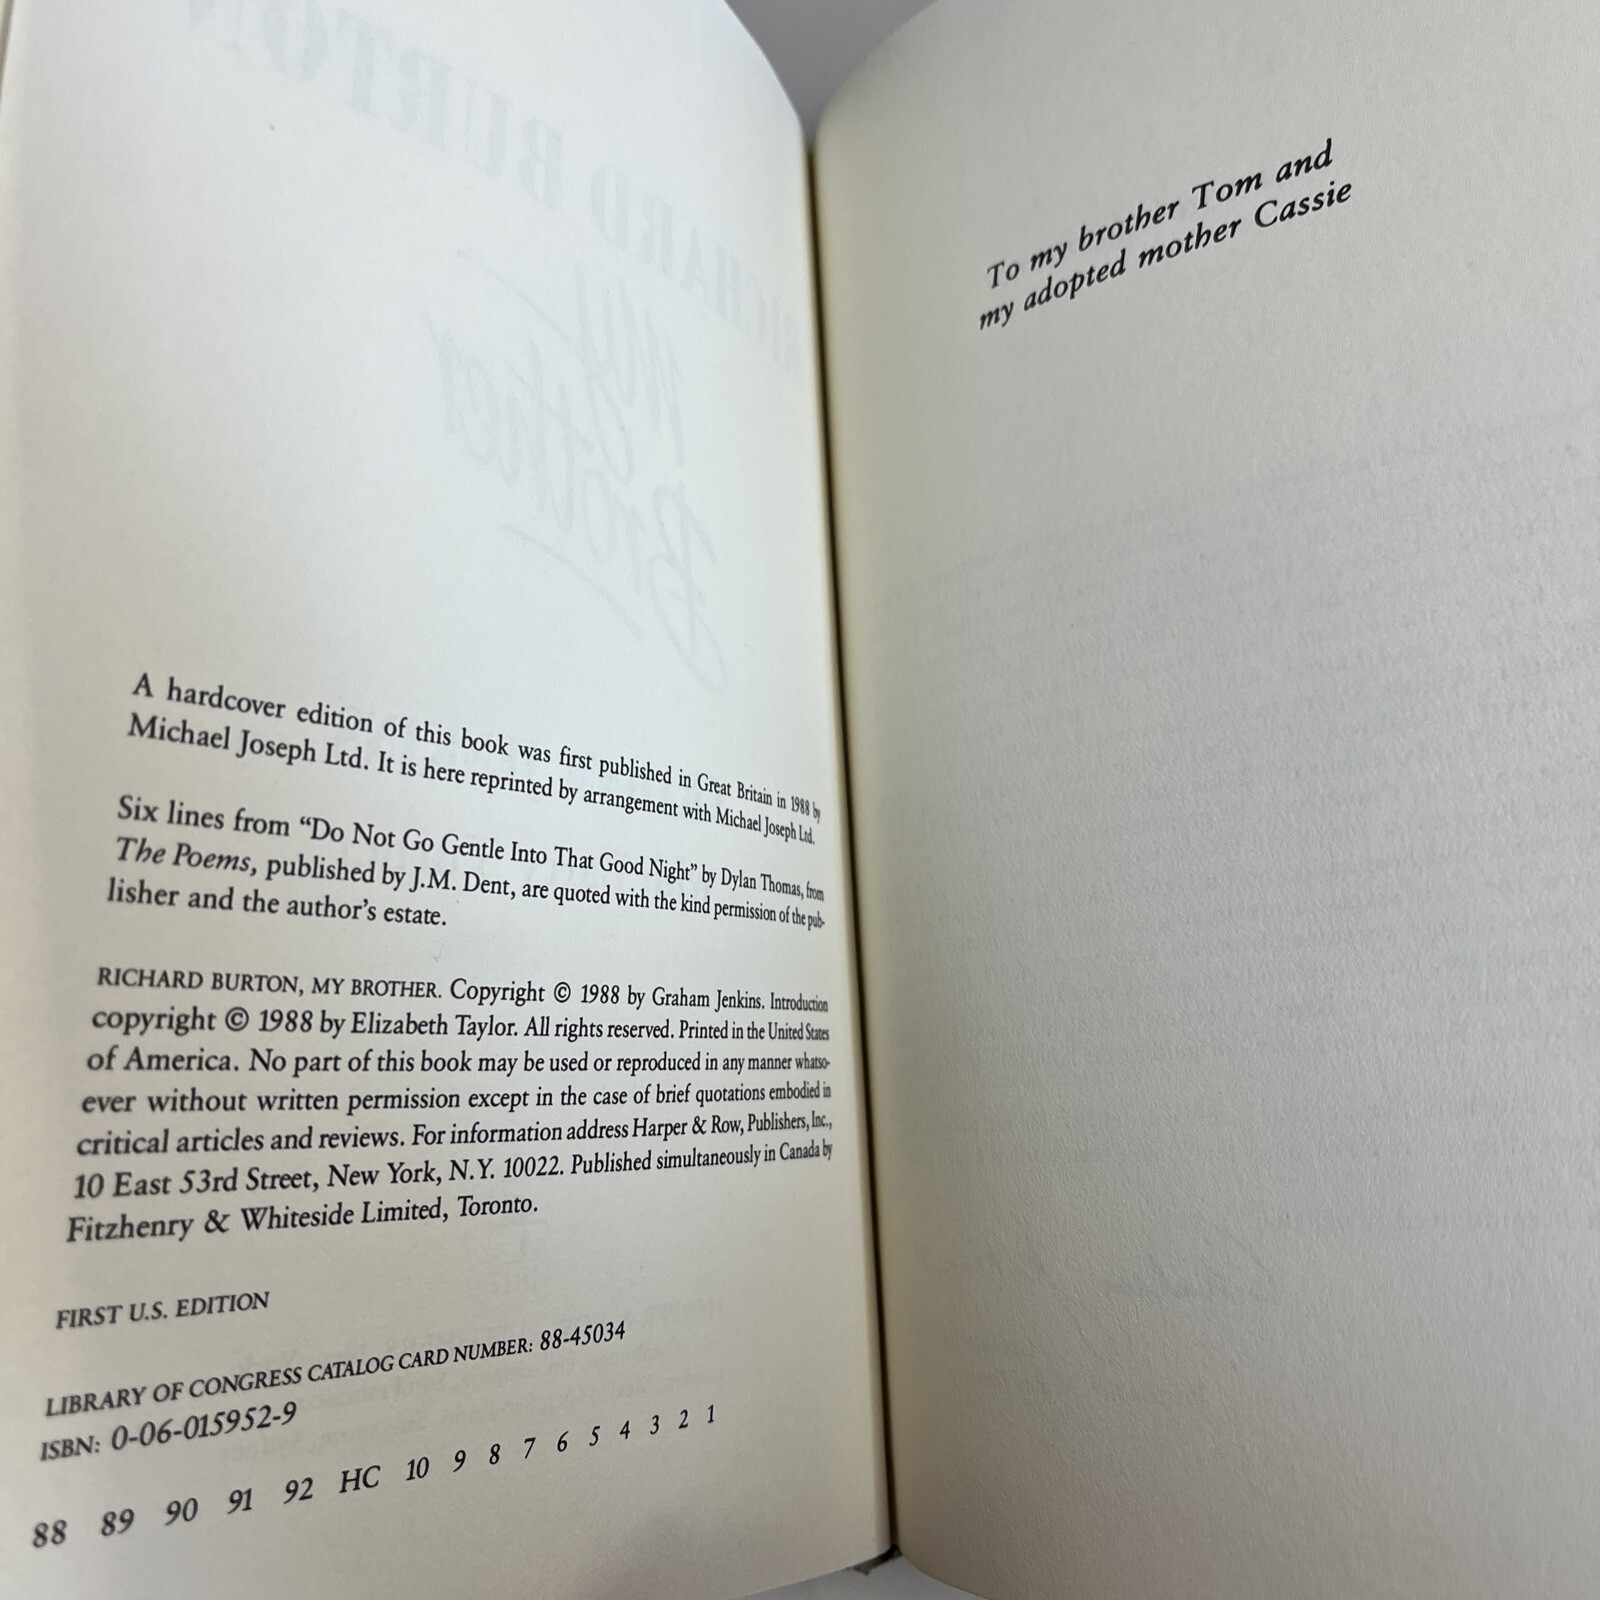 A hardcover edition of this book was first published in Great Britain in 1988 by
Michael Joseph Ltd. It is here reprinted by arrangement with Michael Joseph Ltd.
Six lines from “Do Not Go Gentle Into That Good Night” by Dylan Thomas, from
The Poems, published by J.M. Dent, are quoted with the kind permission of the pub-
lisher and the author's estate.
RICHARD BURTON, MY BROTHER. Copyright © 1988 by Graham Jenkins. Introduction
copyright © 1988 by Elizabeth Taylor. All rights reserved. Printed in the United States
of America. No part of this book may be used or reproduced in any manner whatso-
ever without written permission except in the case of brief quotations embodied in
critical articles and reviews. For information address Harper & Row, Publishers, Inc.,
10 East 53rd Street, New York, N.Y. 10022. Published simultaneously in Canada by
Fitzhenry & Whiteside Limited, Toronto.
FIRST U.S. EDITION
LIBRARY OF CONGRESS CATALOG CARD NUMBER: 88-45034
ISBN: 0-06-015952-9
88 89 90 91 92 HC 10 9 8 7 6 5 4 3 2 1
To my brother Tom and
my adopted mother Cassie